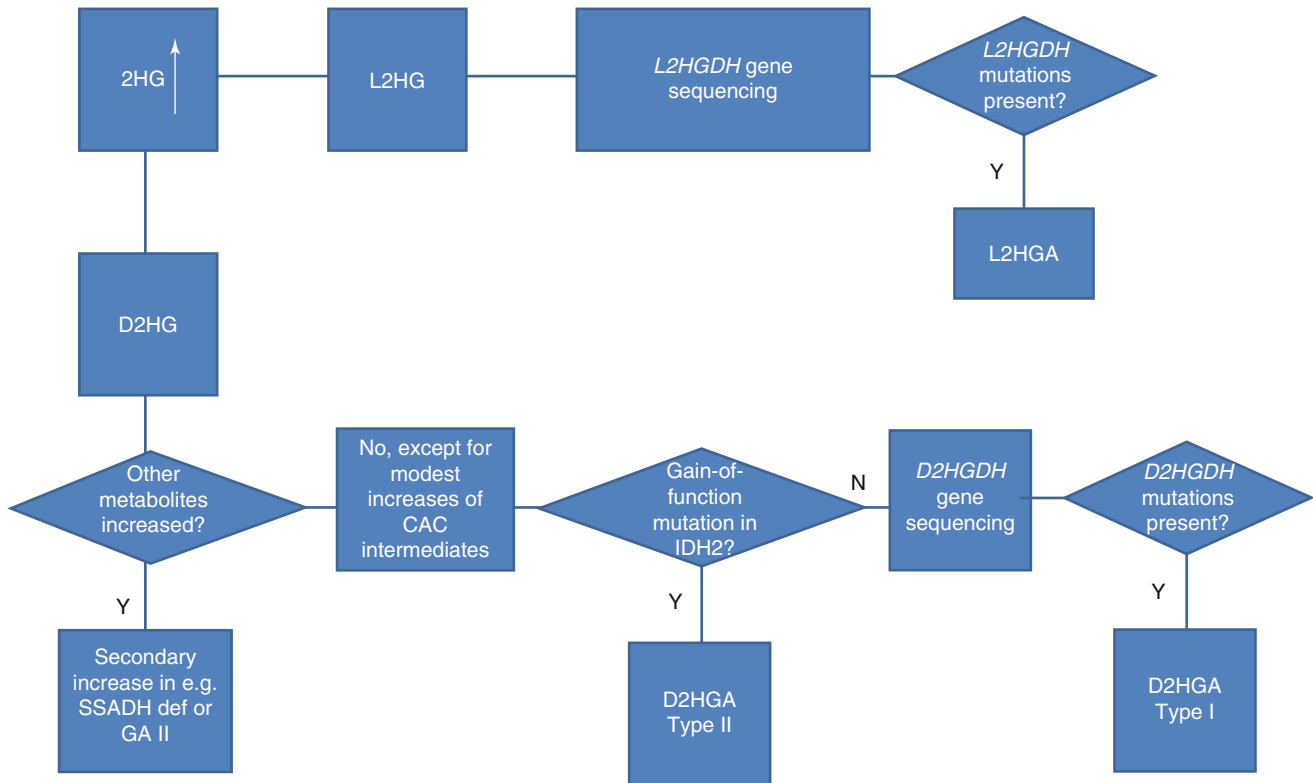 2HG
L2HG
L2HGDH gene
sequencing
L2HGDH
mutations
present?
Y
L2HGA
D2HG
Other
metabolites
increased?
No, except for
modest
increases of
CAC
intermediates
Gain-of-
function
mutation in
IDH2?
N
D2HGDH
gene
sequencing
D2HGDH
mutations
present?
Y
Secondary
increase in e.g.
SSADH def or
GA II
Y
D2HGA
Type II
Y
D2HGA
Type I